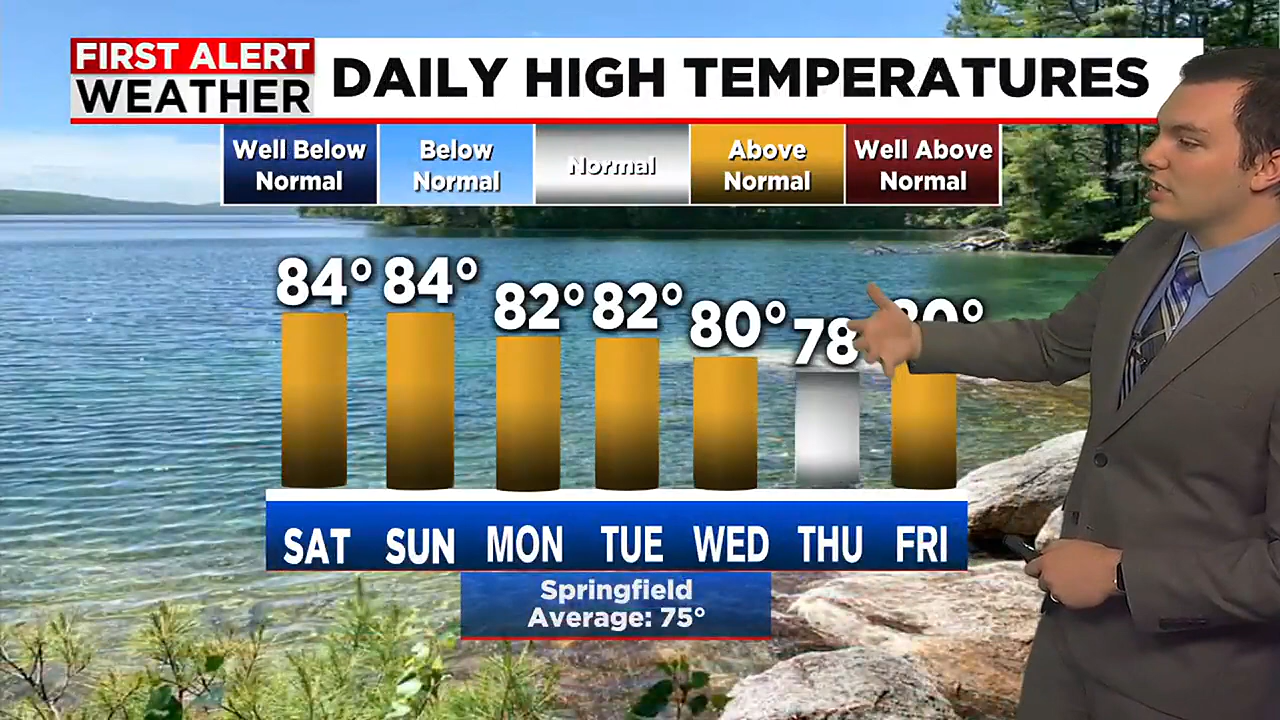 FIRST ALERT
WEATHER
DAILY HIGH TEMPERATURES
Well Below
Normal
Below
Normal
Normal
Above
Normal
Well Above
Normal
84° 84° 82° 82° 80° 78
SAT SUN MON TUE WED THU FRI
Springfield
Average: 75°